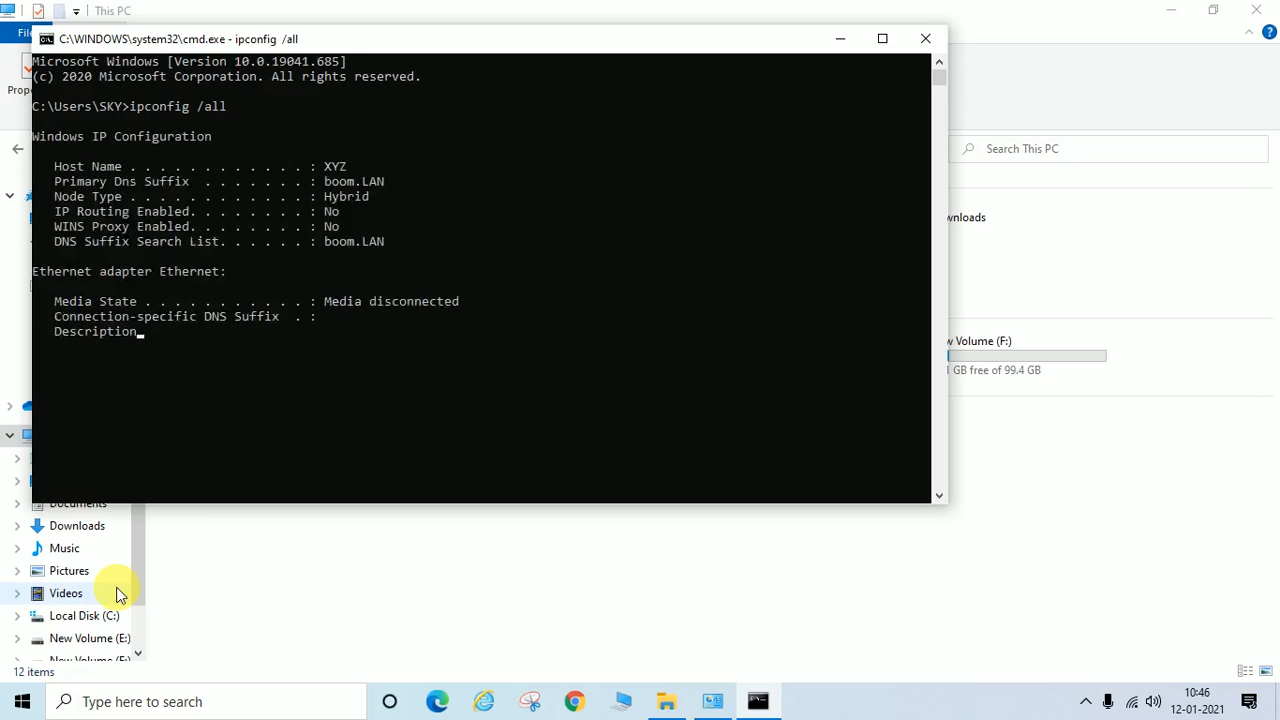 This PC
C:\WINDOWS\system32\cmd.exe - ipconfig /all
Microsoft Windows [Version 10.0.19041.685]
(c) 2020 Microsoft Corporation. All rights reserved.
C:\Users\SKY>ipconfig /all
Windows IP Configuration
Host Name . . . . . . . . . . . . : XYZ
Primary Dns Suffix . . . . . . . : boom.LAN
Node Type . . . . . . . . . . . . : Hybrid
IP Routing Enabled. . . . . . . . : No
WINS Proxy Enabled. . . . . . . . : No
DNS Suffix Search List. . . . . . : boom.LAN
Ethernet adapter Ethernet:
Media State . . . . . . . . . . . : Media disconnected
Connection-specific DNS Suffix . :
Description
Search This PC
wnloads
w Volume (F:)
GB free of 99.4 GB
Fil
Prop
Documents
Downloads
Music
Pictures
Videos
Local Disk (C:)
New Volume (E:)
New Volume (F:)
12 items
Type here to search
10:46
12-01-2021